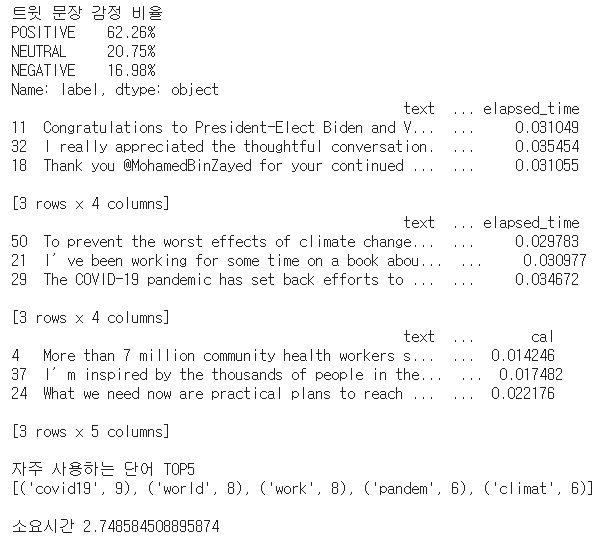 트윗 문장 감정 비율
POSITIVE 62.26%
NEUTRAL 20.75%
NEGATIVE 16.98%
Name: label, dtype: object
text ... elapsed_time
11 Congratulations to President-Elect Biden and V... ... 0.031049
32 I really appreciated the thoughtful conversation. ... 0.035454
18 Thank you @MohamedBinZayed for your continued ... ... 0.031055
[3 rows x 4 columns]
text ... elapsed_time
50 To prevent the worst effects of climate change... ... 0.029783
21 I’ve been working for some time on a book abou... ... 0.030977
29 The COVID-19 pandemic has set back efforts to ... ... 0.034672
[3 rows x 4 columns]
text ... cal
4 More than 7 million community health workers s... ... 0.014246
37 I’m inspired by the thousands of people in the... ... 0.017482
24 What we need now are practical plans to reach ... ... 0.022176
[3 rows x 5 columns]
자주 사용하는 단어 TOP5
[('covid19', 9), ('world', 8), ('work', 8), ('pandem', 6), ('climat', 6)]
소요시간 2.748584508895874